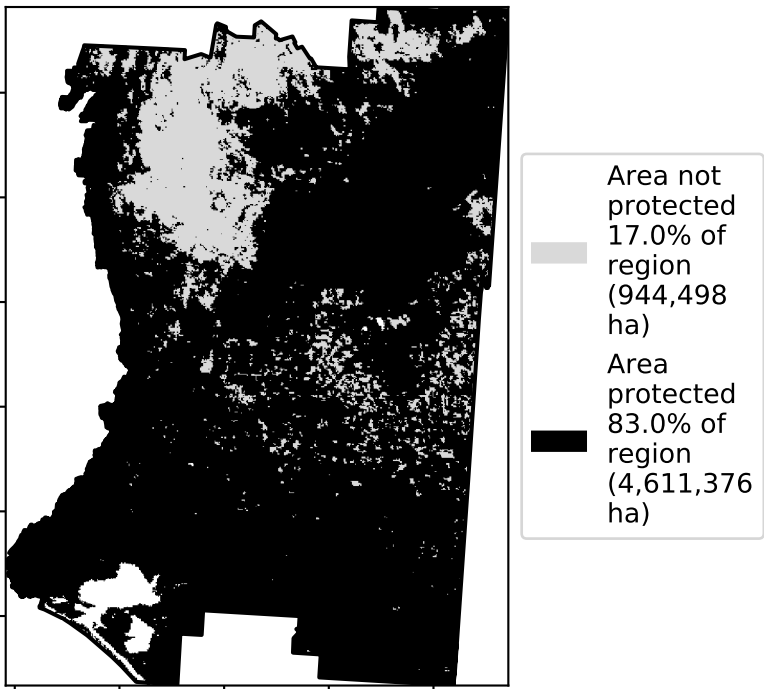 Area not
protected
17.0% of
region
(944,498
ha)
Area
protected
83.0% of
region
(4,611,376
ha)